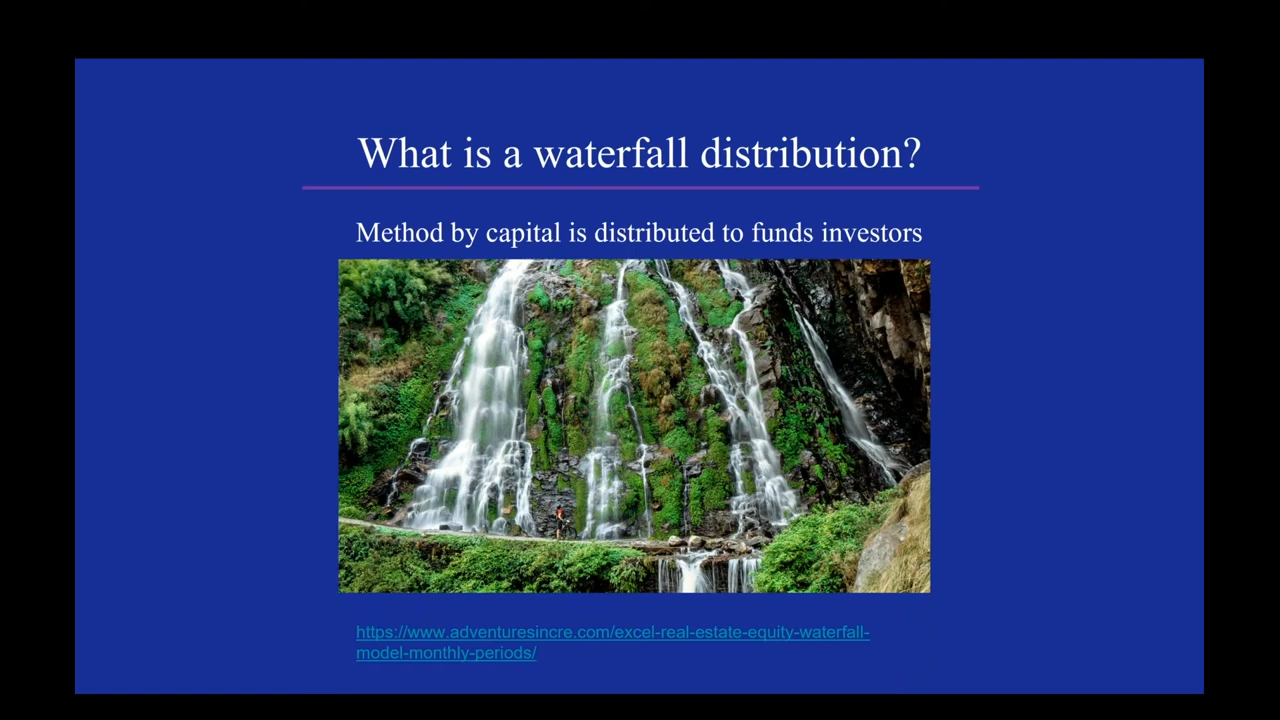 What is a waterfall distribution?
Method by capital is distributed to funds investors
https://www.adventuresincre.com/excel-real-estate-equity-waterfall-
model-monthly-periods/